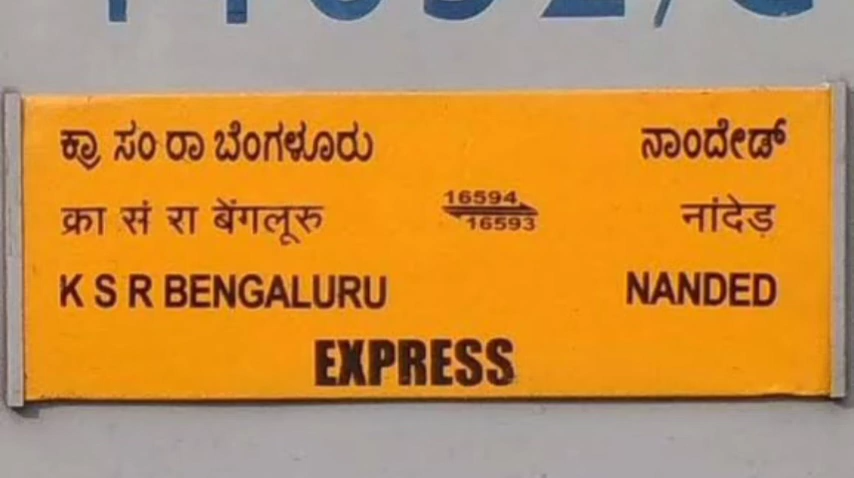 ಕ್ರಾ ಸಂ ರಾ ಬೆಂಗಳೂರು ನಾಂದೇಡ್
क्रा सं रा बेंगलूरु 16594 16593 नांदेड़
K S R BENGALURU NANDED
EXPRESS